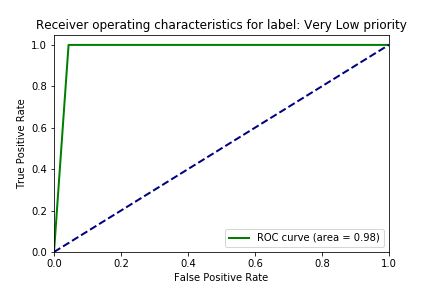 Receiver operating characteristics for label: Very Low priority
True Positive Rate
1.0
0.8
0.6
0.4
0.2
0.0
ROC curve (area = 0.98)
0.0 0.2 0.4 0.6 0.8 1.0
False Positive Rate